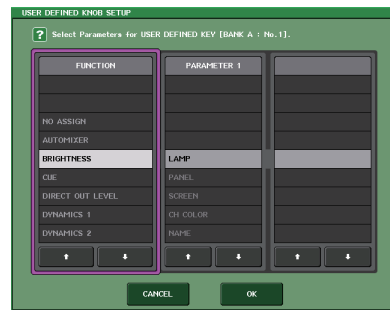 USER DEFINED KNOB SETUP
? Select Parameters for USER DEFINED KEY [BANK A : No.1].
FUNCTION
NO ASSIGN
AUTOMIXER
BRIGHTNESS
CUE
DIRECT OUT LEVEL
DYNAMICS 1
DYNAMICS 2
PARAMETER 1
LAMP
PANEL
SCREEN
CH COLOR
NAME
CANCEL
OK